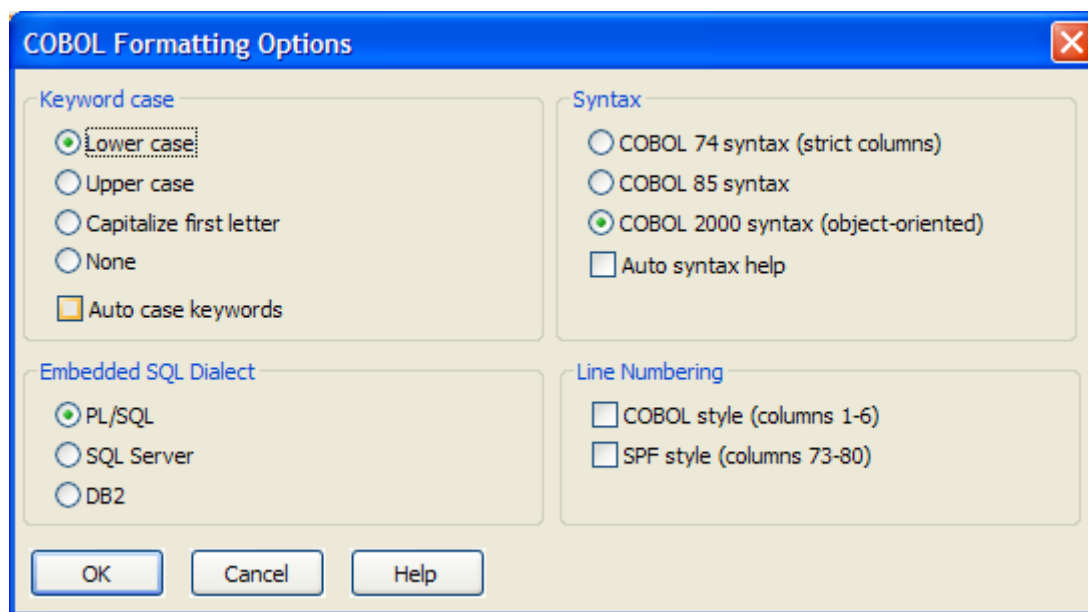 COBOL Formatting Options
Keyword case
Lower case
Upper case
Capitalize first letter
None
Auto case keywords
Syntax
COBOL 74 syntax (strict columns)
COBOL 85 syntax
COBOL 2000 syntax (object-oriented)
Auto syntax help
Embedded SQL Dialect
PL/SQL
SQL Server
DB2
Line Numbering
COBOL style (columns 1-6)
SPF style (columns 73-80)
OK
Cancel
Help